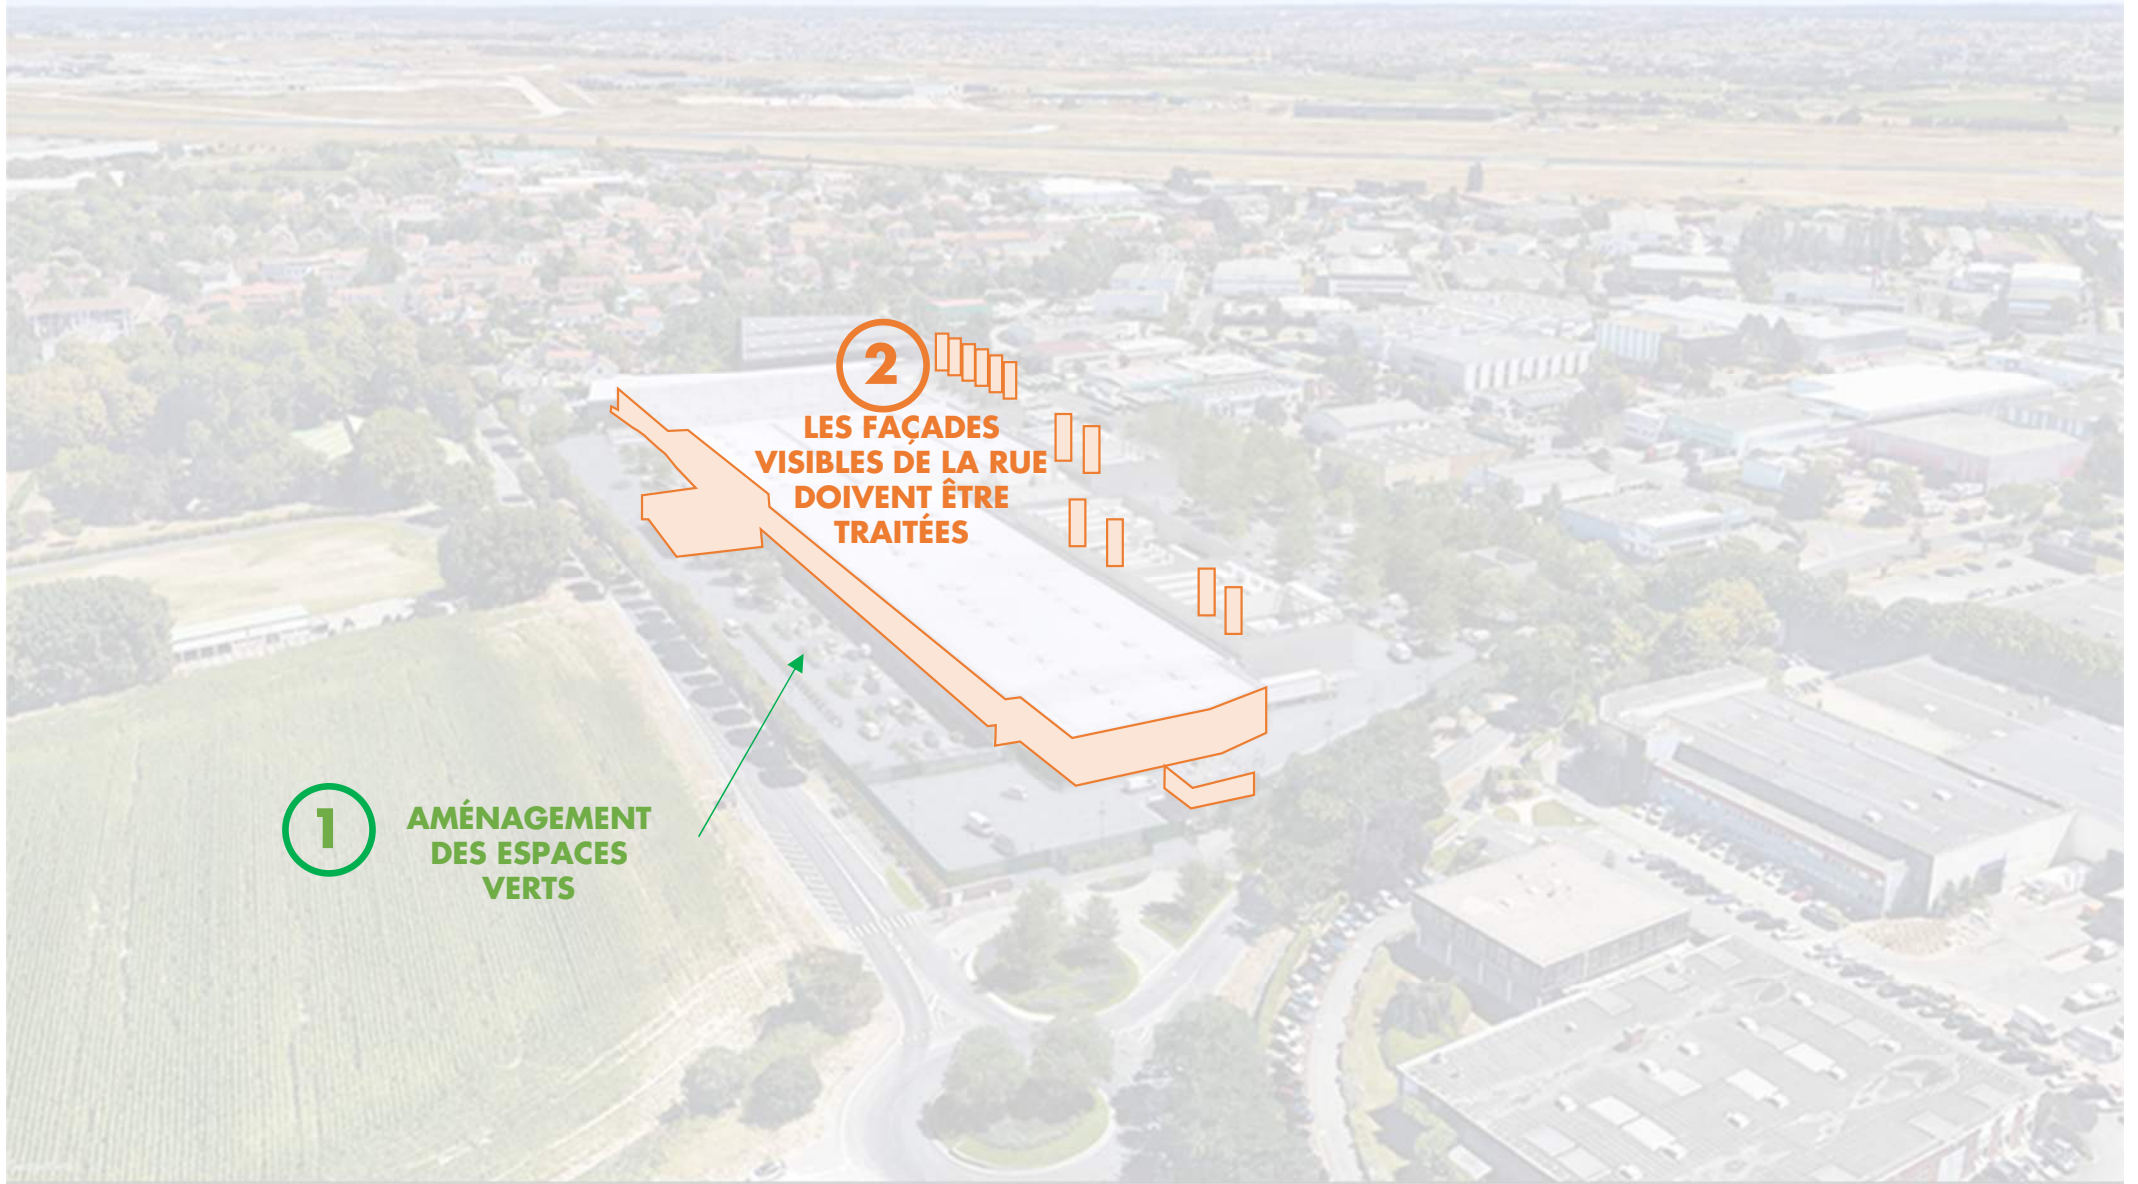 2
LES FAÇADES
VISIBLES DE LA RUE
DOIVENT ÊTRE
TRAITÉES
1
AMÉNAGEMENT
DES ESPACES
VERTS